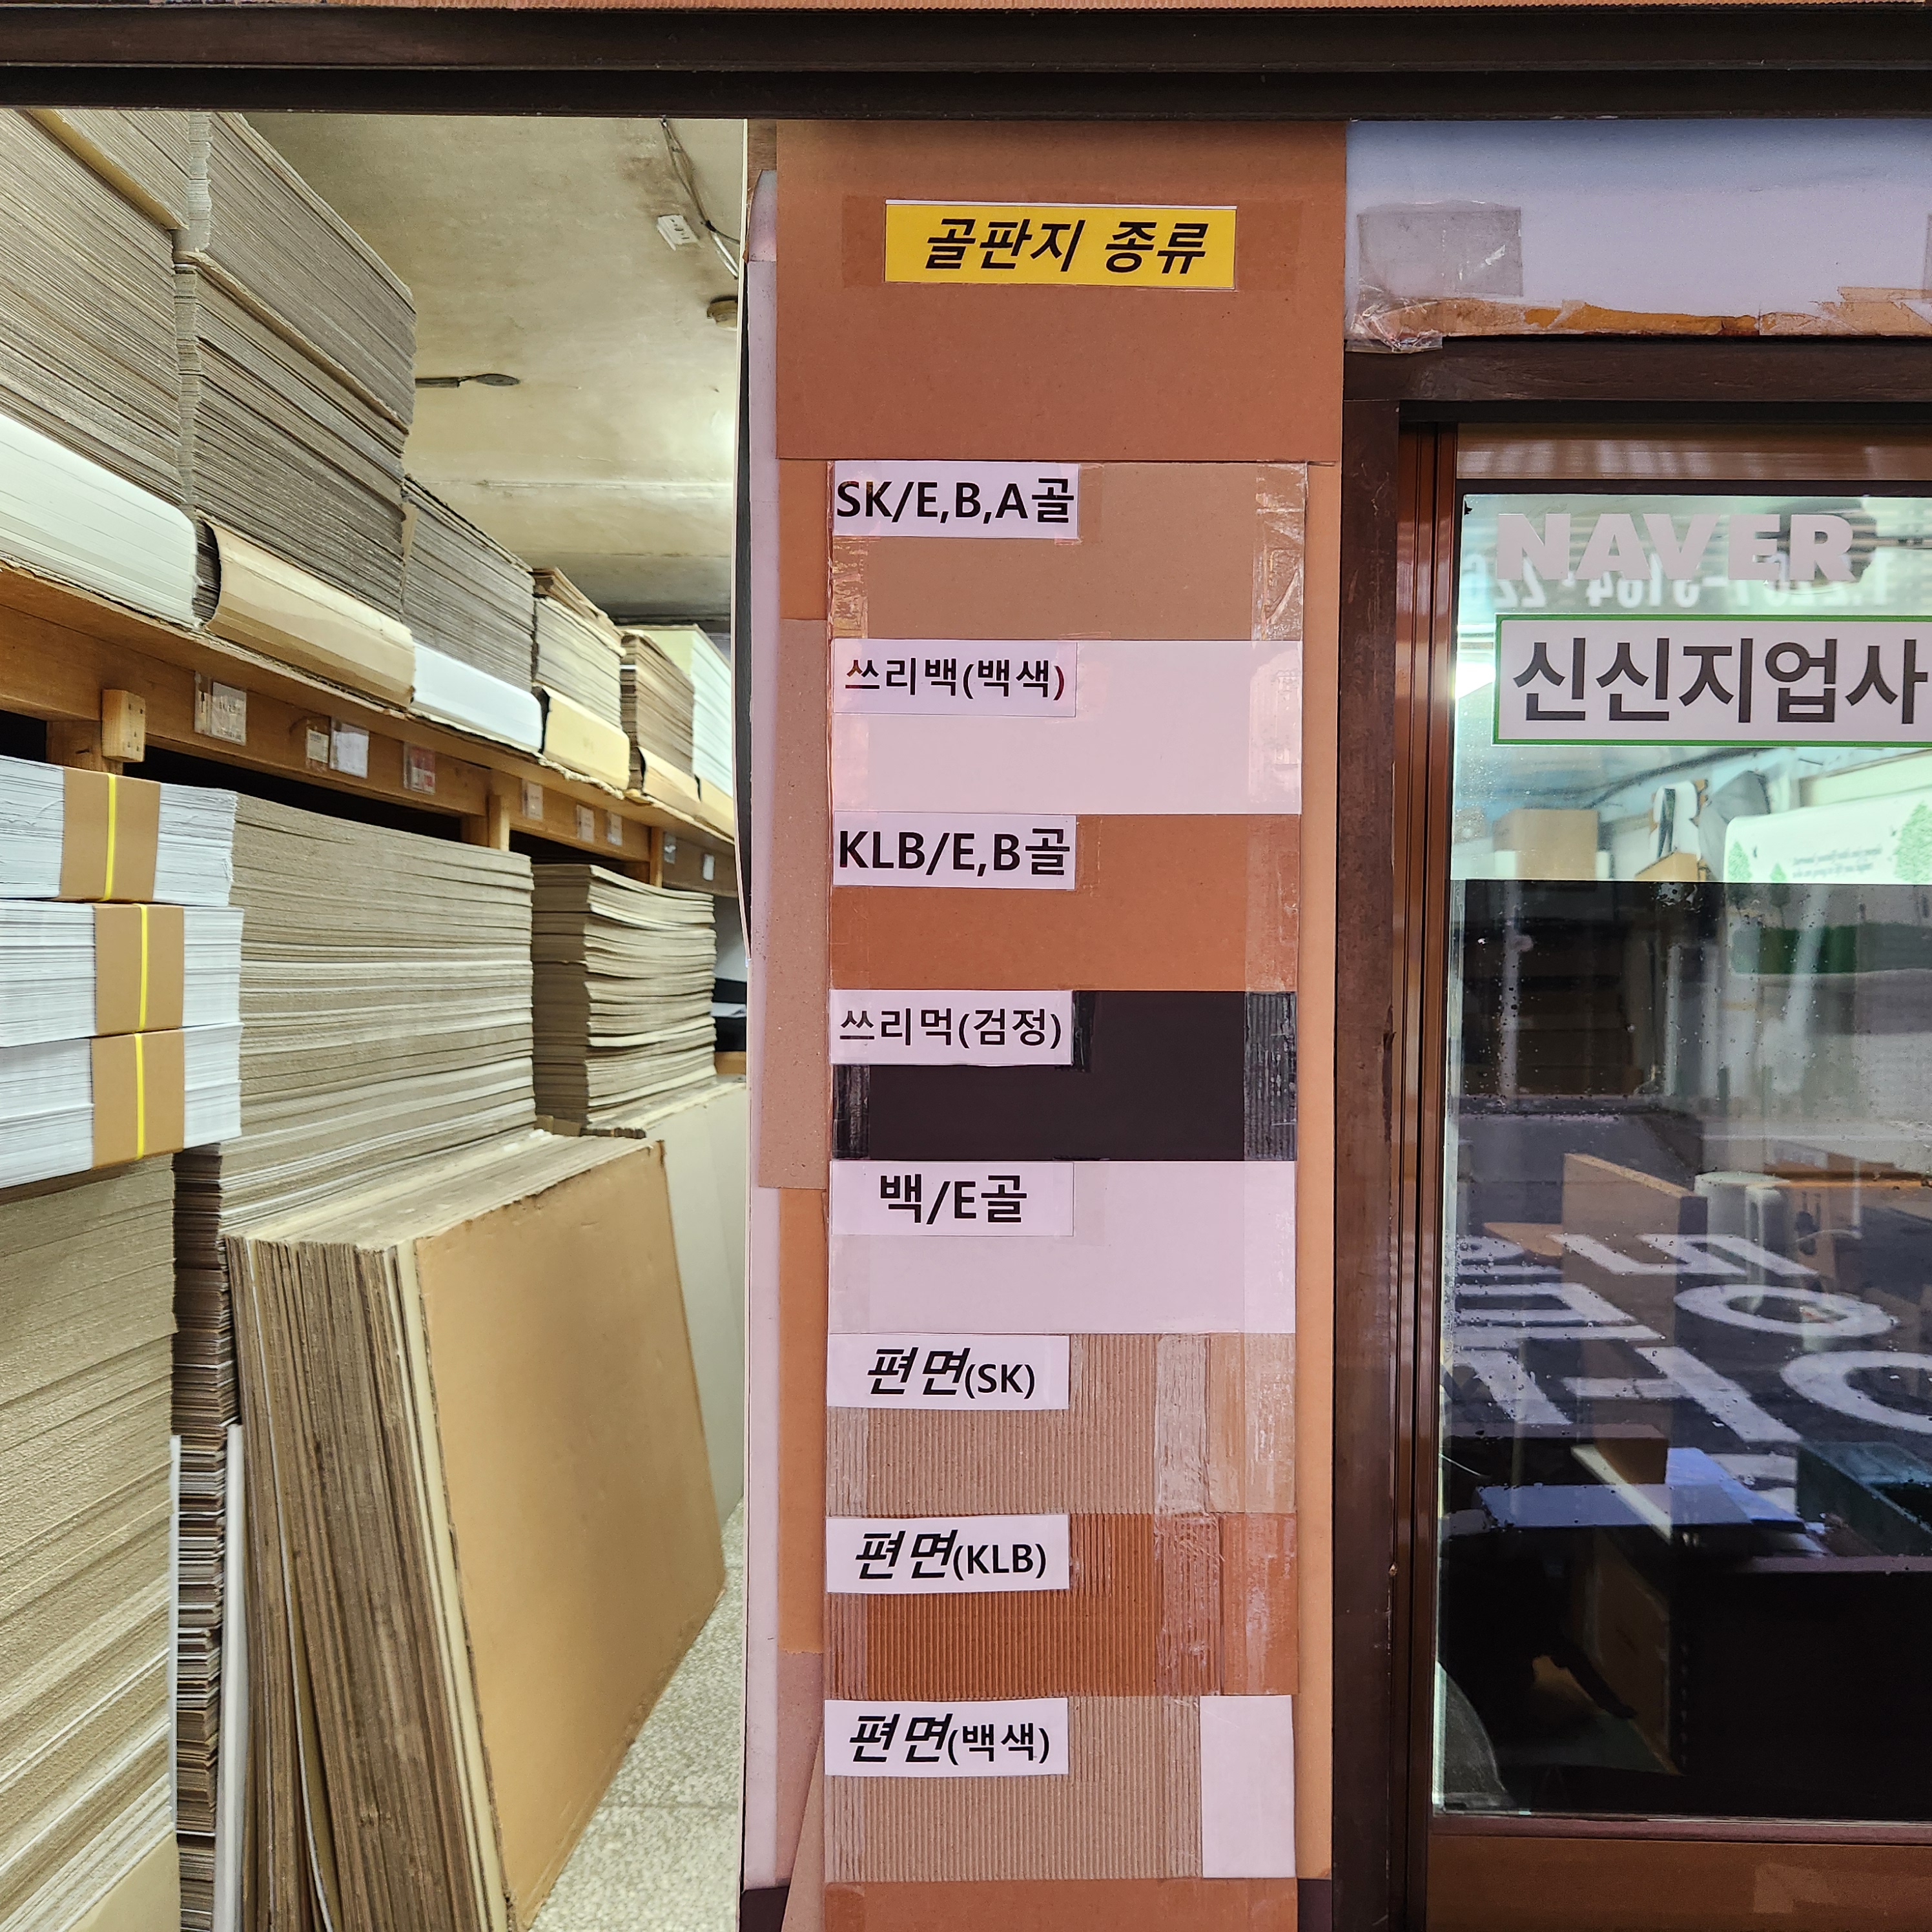 골판지 종류
SK/E,B,A골
쓰리백(백색)
KLB/E,B골
쓰리먹(검정)
백/E골
편면(SK)
편면(KLB)
편면(백색)
NAVER
신신지업사